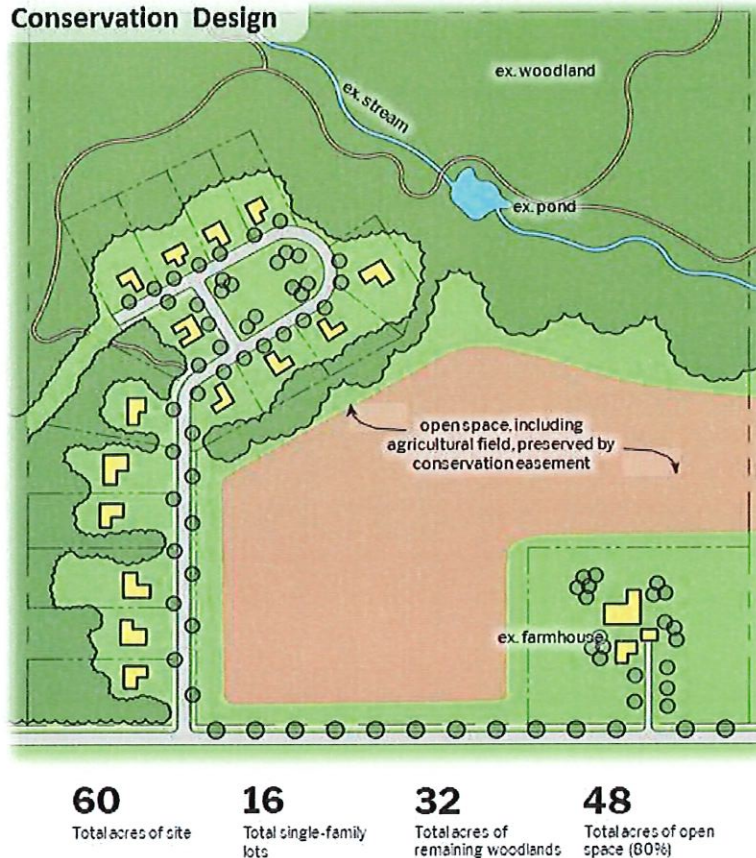 Conservation Design
ex. woodland
ex. stream
ex. pond
open space, including
agricultural field, preserved by
conservation easement
ex. farmhouse
60
Total acres of site
16
Total single-family
lots
32
Total acres of
remaining woodlands
48
Total acres of open
space (80%)